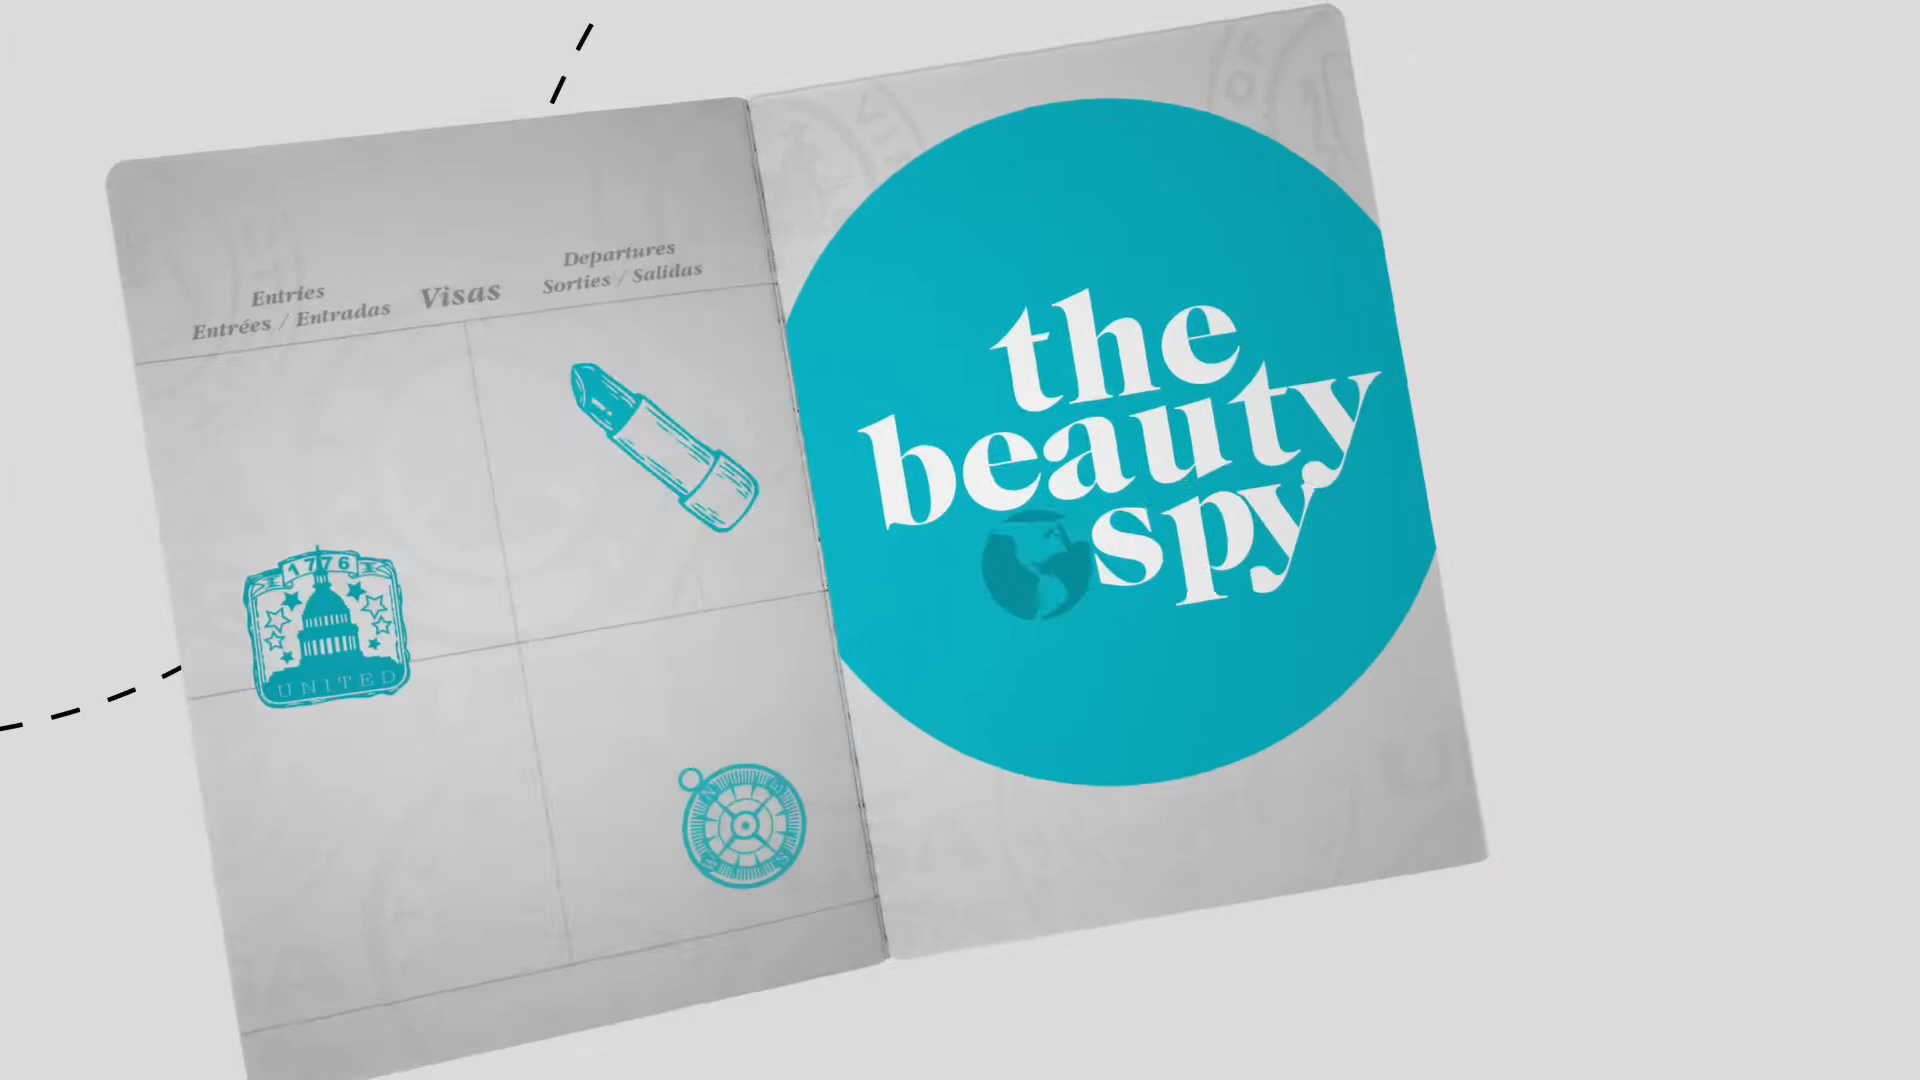 Entries
Entrées / Entradas
Visas
Departures
Sorties / Salidas
1776
UNITED
the
beauty
spy